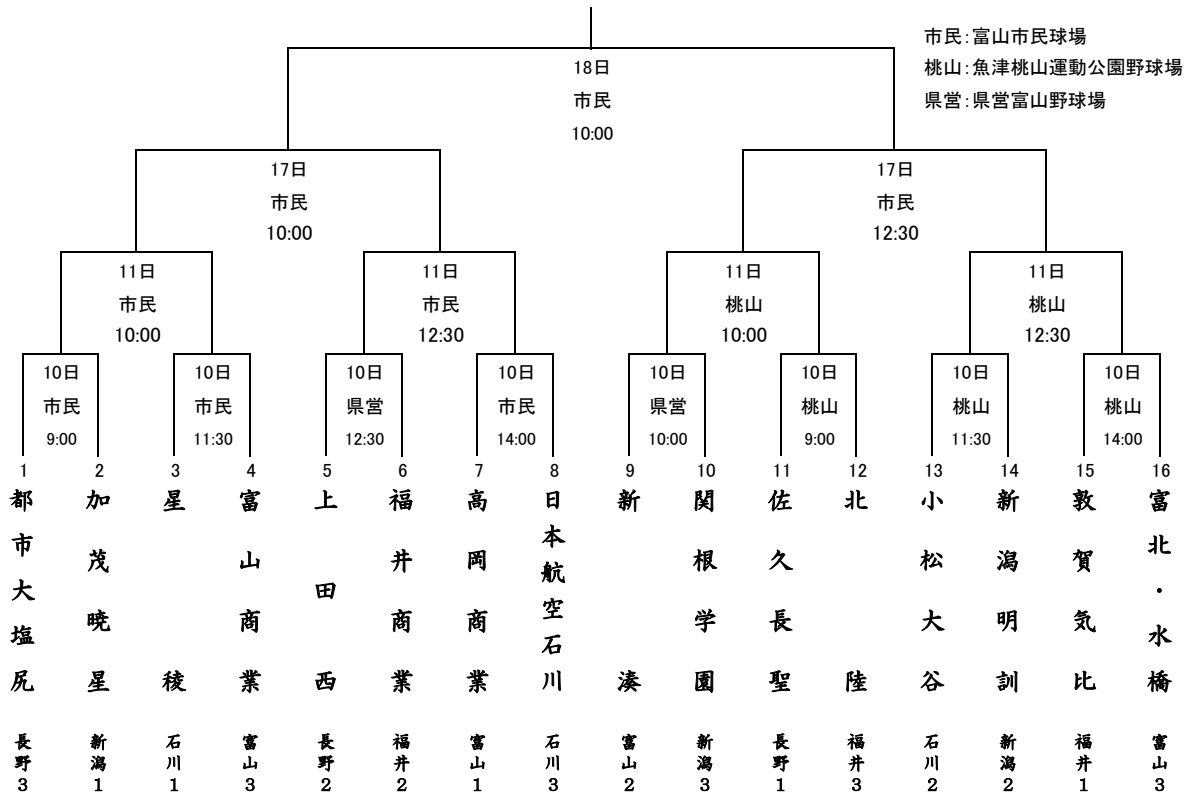 市民：富山市民球場
桃山：魚津桃山運動公園野球場
県営：県営富山野球場
18日
市民
10:00
17日
市民
10:00
17日
市民
12:30
11日
市民
10:00
11日
市民
12:30
11日
桃山
10:00
11日
桃山
12:30
10日
市民
9:00
10日
市民
11:30
10日
県営
12:30
10日
市民
14:00
10日
県営
10:00
10日
桃山
9:00
10日
桃山
11:30
10日
桃山
14:00
1
都市大塩尻
長野3
2
加茂暁星
新潟1
3
星稜
石川1
4
富山商業
富山3
5
上田西
長野2
6
福井商業
福井2
7
高岡商業
富山1
8
日本航空石川
石川3
9
新湊
富山2
10
関根学園
新潟3
11
佐久長聖
長野1
12
北陸
福井3
13
小松大谷
石川2
14
新潟明訓
新潟2
15
敦賀気比
福井1
16
富北・水橋
富山3